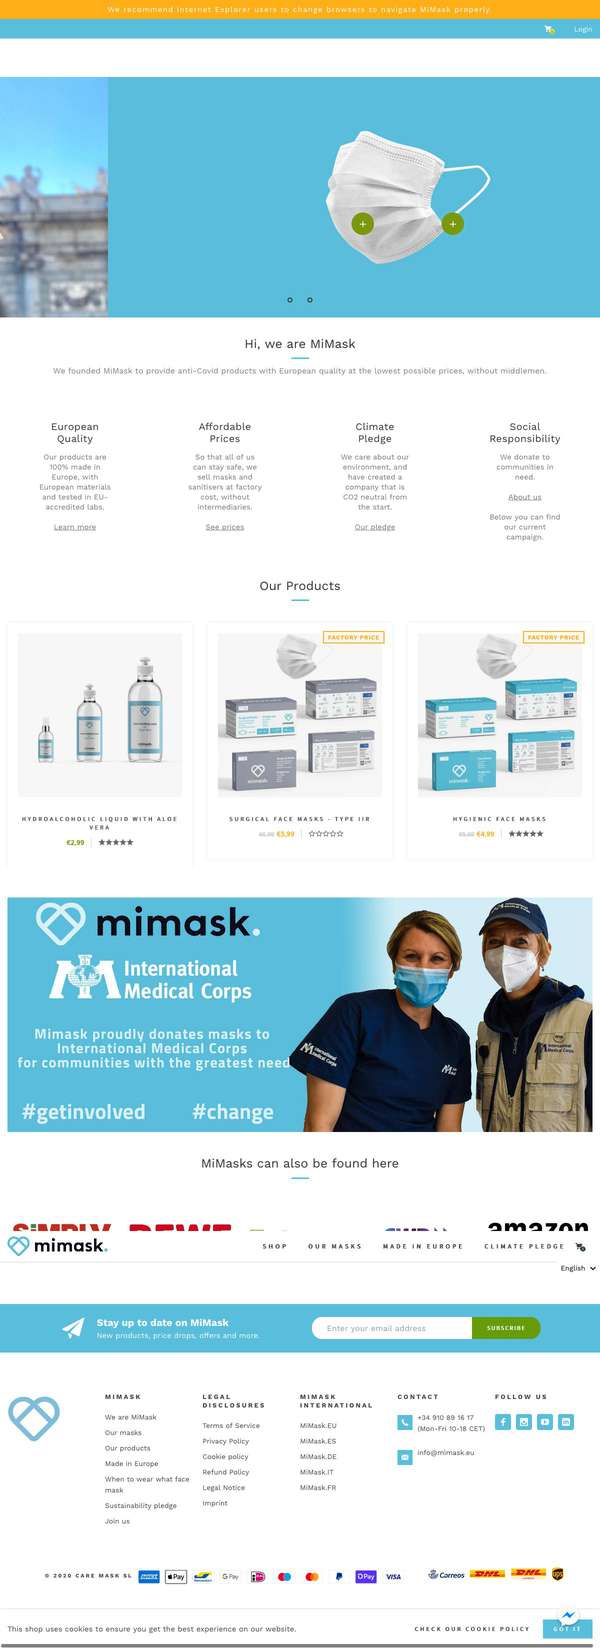 We recommend Internet Explorer users to change browsers to navigate MiMask properly.
Login
Hi, we are MiMask
We founded MiMask to provide anti-Covid products with European quality at the lowest possible prices, without middlemen.
European
Quality
Our products are
100% made in
Europe, with
European materials
and tested in EU-
accredited labs.
Learn more
Affordable
Prices
So that all of us
can stay safe, we
sell masks and
sanitisers at factory
cost, without
intermediaries.
See prices
Climate
Pledge
We care about our
environment, and
have created a
company that is
CO2 neutral from
the start.
Our pledge
Social
Responsibility
We donate to
communities in
need.
About us
Below you can find
our current
campaign.
Our Products
HYDROALCOHOLIC LIQUID WITH ALOE
VERA
€2,99
FACTORY PRICE
mimask.
SURGICAL FACE MASKS - TYPE IIR
€5,99
FACTORY PRICE
mimask.
HYGIENIC FACE MASKS
€4,99
mimask.
International
Medical Corps
Mimask proudly donates masks to
International Medical Corps
for communities with the greatest need
#getinvolved #change
International
Medical Corps
MiMasks can also be found here
SIMPLY
REWE
amazon
mimask.
SHOP
OUR MASKS
MADE IN EUROPE
CLIMATE PLEDGE
English
Stay up to date on MiMask
New products, price drops, offers and more.
Enter your email address
SUBSCRIBE
MIMASK
We are MiMask
Our masks
Our products
Made in Europe
When to wear what face
mask
Sustainability pledge
Join us
LEGAL
DISCLOSURES
Terms of Service
Privacy Policy
Cookie policy
Refund Policy
Legal Notice
Imprint
MIMASK
INTERNATIONAL
MiMask.EU
MiMask.ES
MiMask.DE
MiMask.IT
MiMask.FR
CONTACT
+34 910 89 16 17
(Mon-Fri 10-18 CET)
info@mimask.eu
FOLLOW US
© 2020 CARE MASK SL
Pay
G Pay
Pay
VISA
Correos
DHL
DHL
ups
This shop uses cookies to ensure you get the best experience on our website.
CHECK OUR COOKIE POLICY
GOT IT